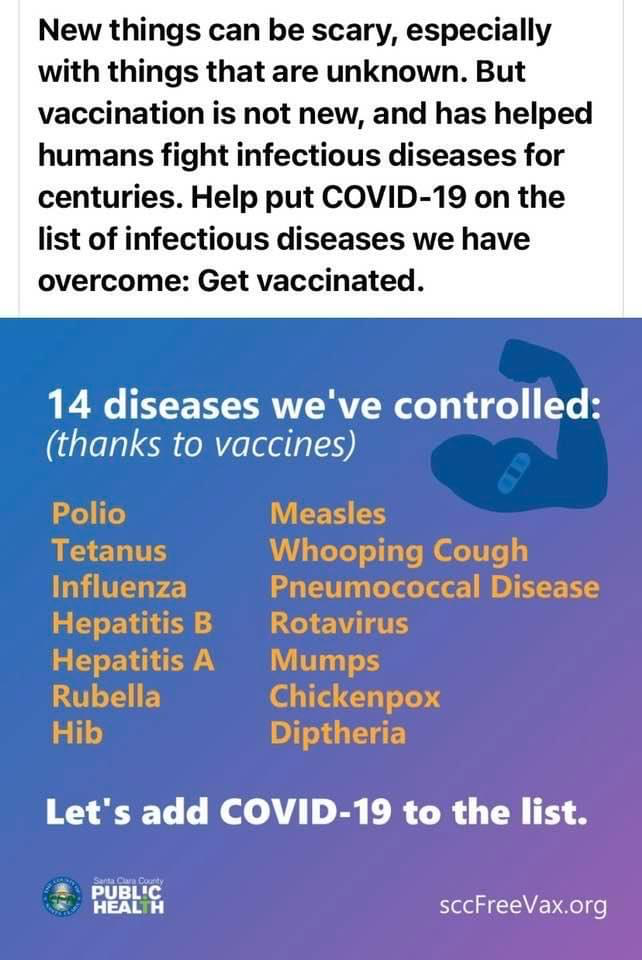 New things can be scary, especially
with things that are unknown. But
vaccination is not new, and has helped
humans fight infectious diseases for
centuries. Help put COVID-19 on the
list of infectious diseases we have
overcome: Get vaccinated.
14 diseases we've controlled:
(thanks to vaccines)
Polio
Tetanus
Influenza
Hepatitis B
Hepatitis A
Rubella
Hib
Measles
Whooping Cough
Pneumococcal Disease
Rotavirus
Mumps
Chickenpox
Diptheria
Let's add COVID-19 to the list.
Santa Clara County
PUBLIC
HEALTH
sccFreeVax.org